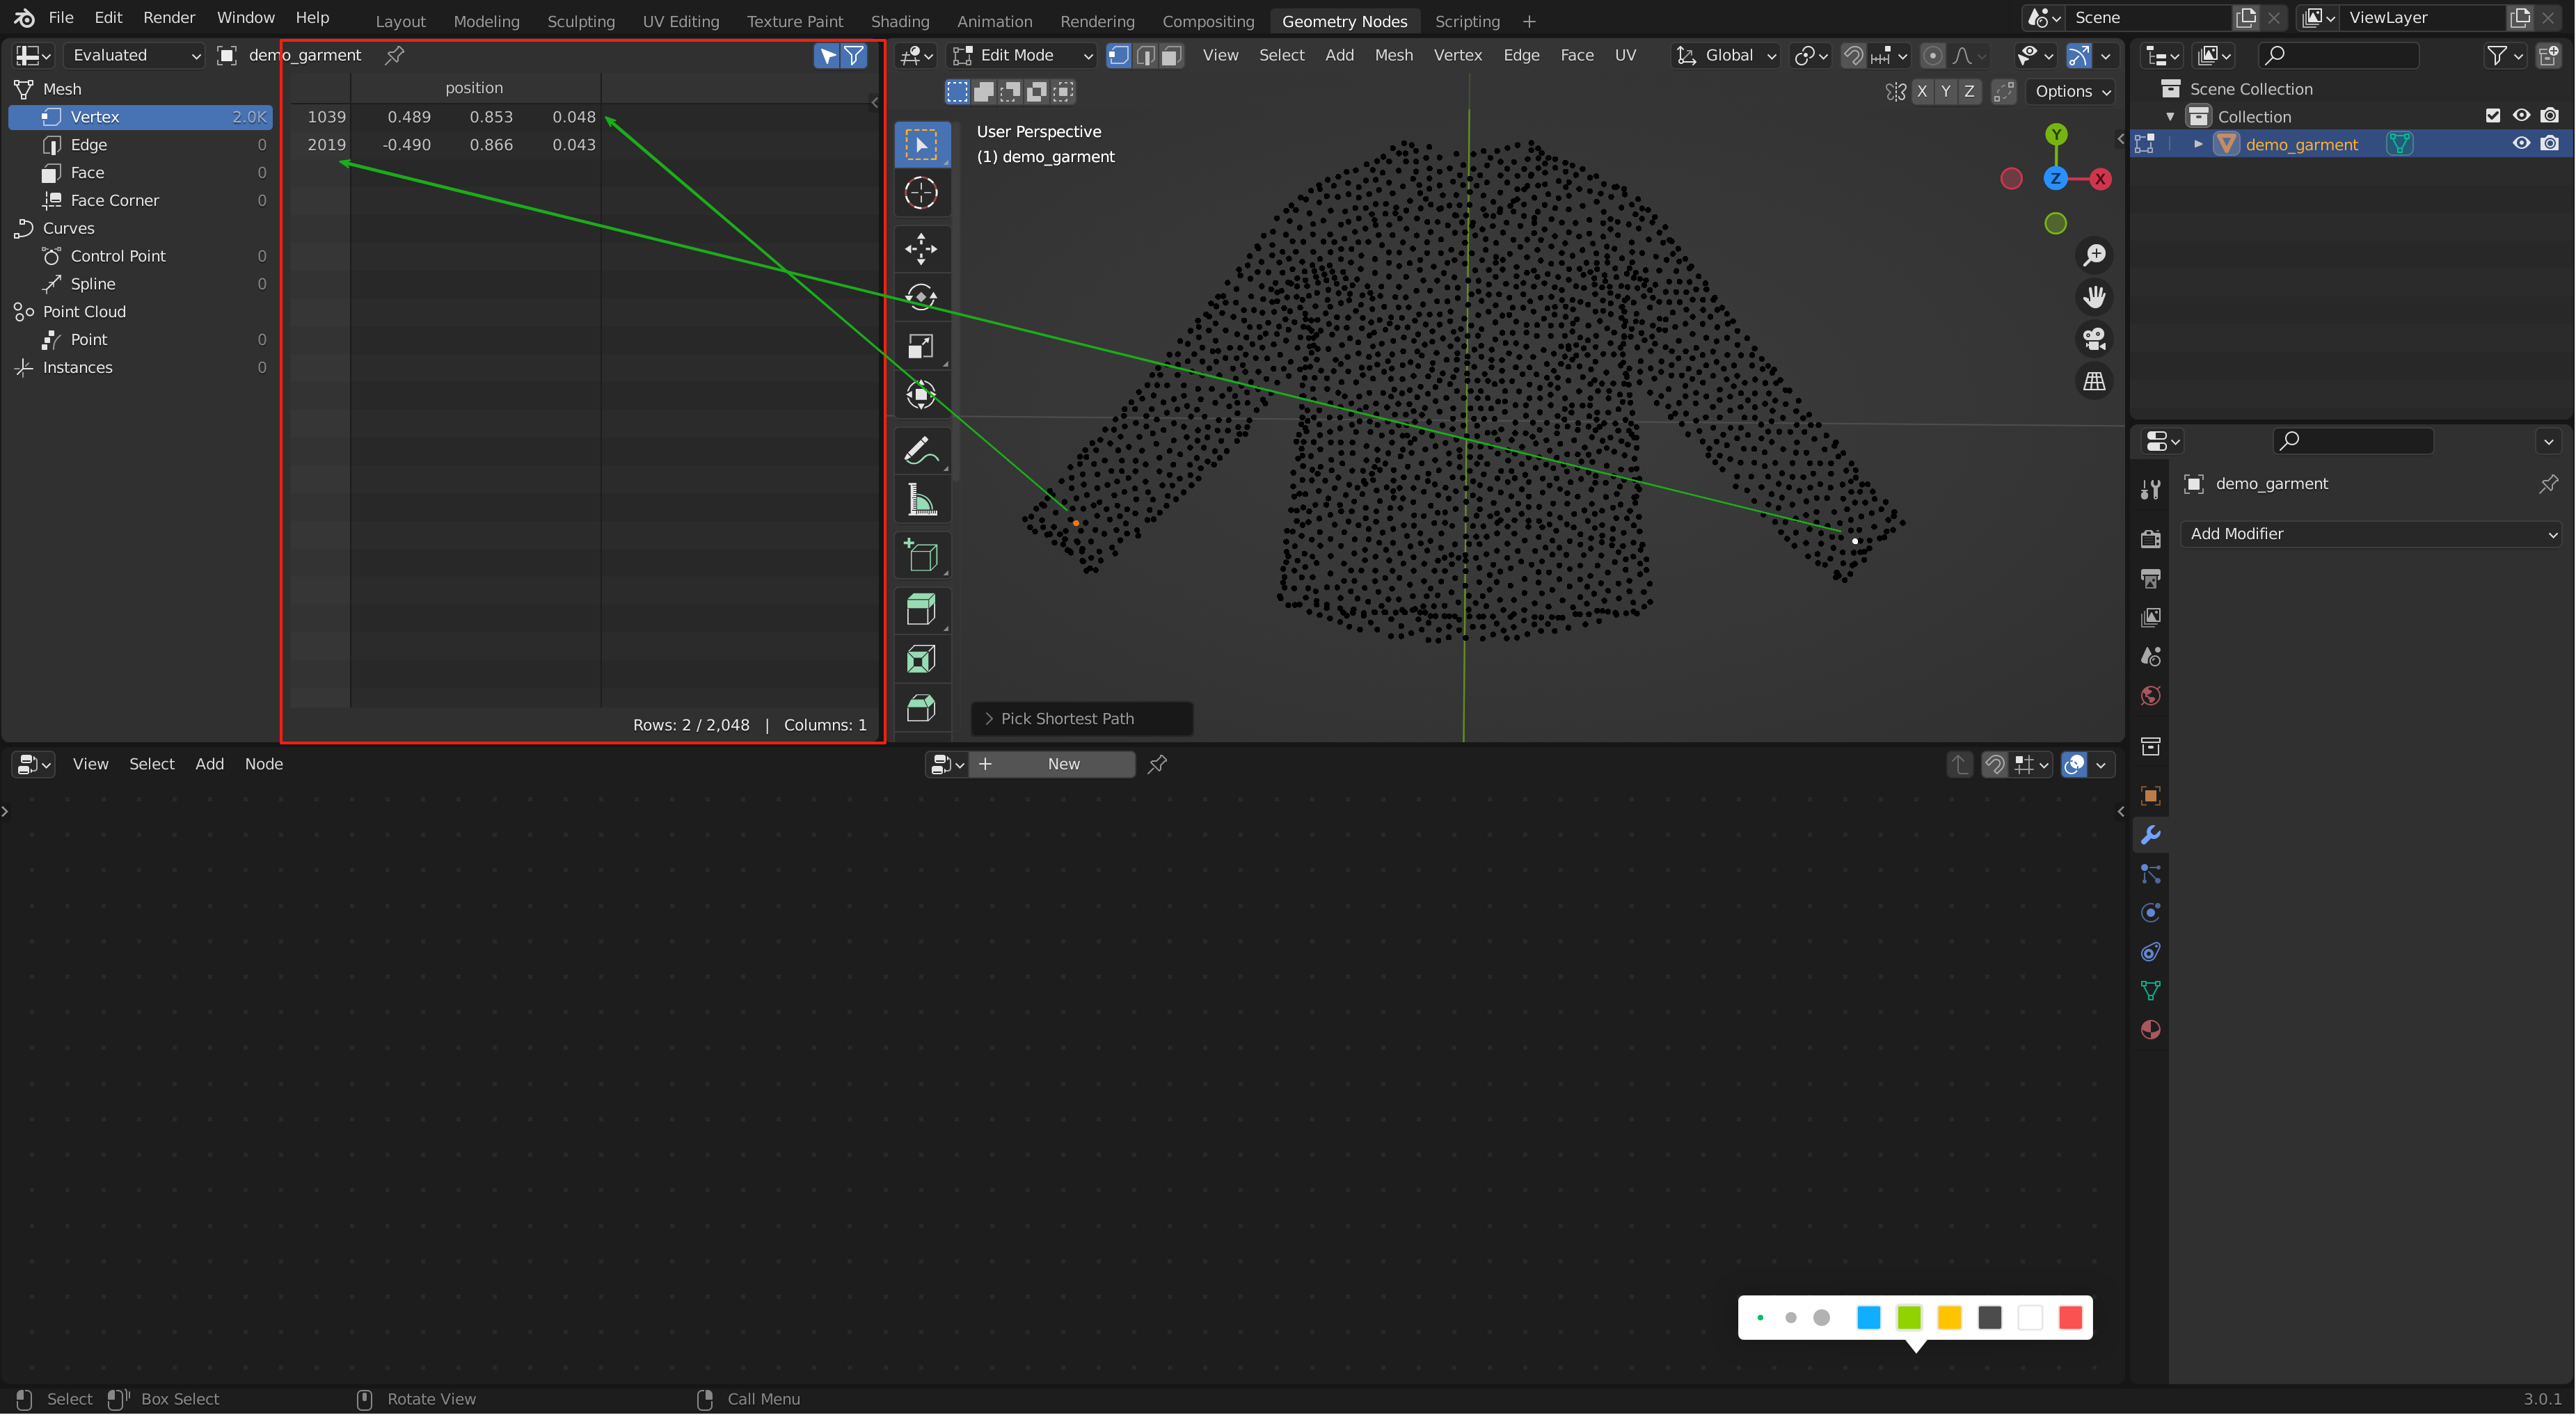 File Edit Render Window Help Layout Modeling Sculpting UV Editing Texture Paint Shading Animation Rendering Compositing Geometry Nodes Scripting + Scene ViewLayer
Evaluated demo_garment
Edit Mode View Select Add Mesh Vertex Edge Face UV Global
X Y Z Options
Mesh
Vertex 2.0K
Edge 0
Face 0
Face Corner 0
Curves
Control Point 0
Spline 0
Point Cloud
Point 0
Instances 0
position
1039 0.489 0.853 0.048
2019 -0.490 0.866 0.043
Rows: 2 / 2,048 | Columns: 1
User Perspective
(1) demo_garment
Y
Z X
Pick Shortest Path
Scene Collection
Collection
demo_garment
demo_garment
Add Modifier
View Select Add Node + New
Select Box Select Rotate View Call Menu 3.0.1